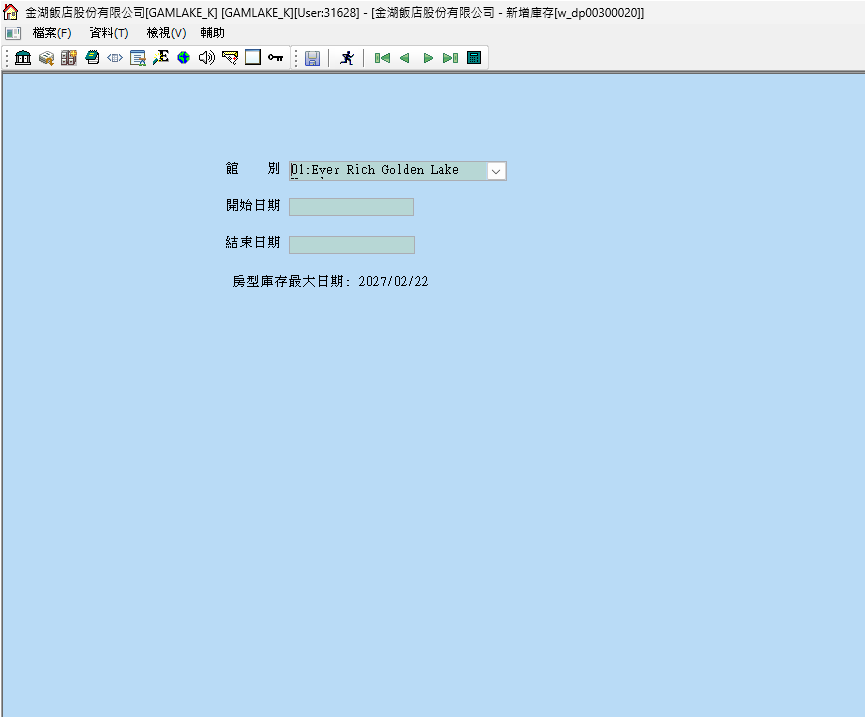 金湖飯店股份有限公司[GAMLAKE_K] [GAMLAKE_K][User:31628] - [金湖飯店股份有限公司 - 新增庫存[w_dp00300020]]
檔案(F) 資料(T) 檢視(V) 輔助
館 別 01:Ever Rich Golden Lake
開始日期
結束日期
房型庫存最大日期: 2027/02/22